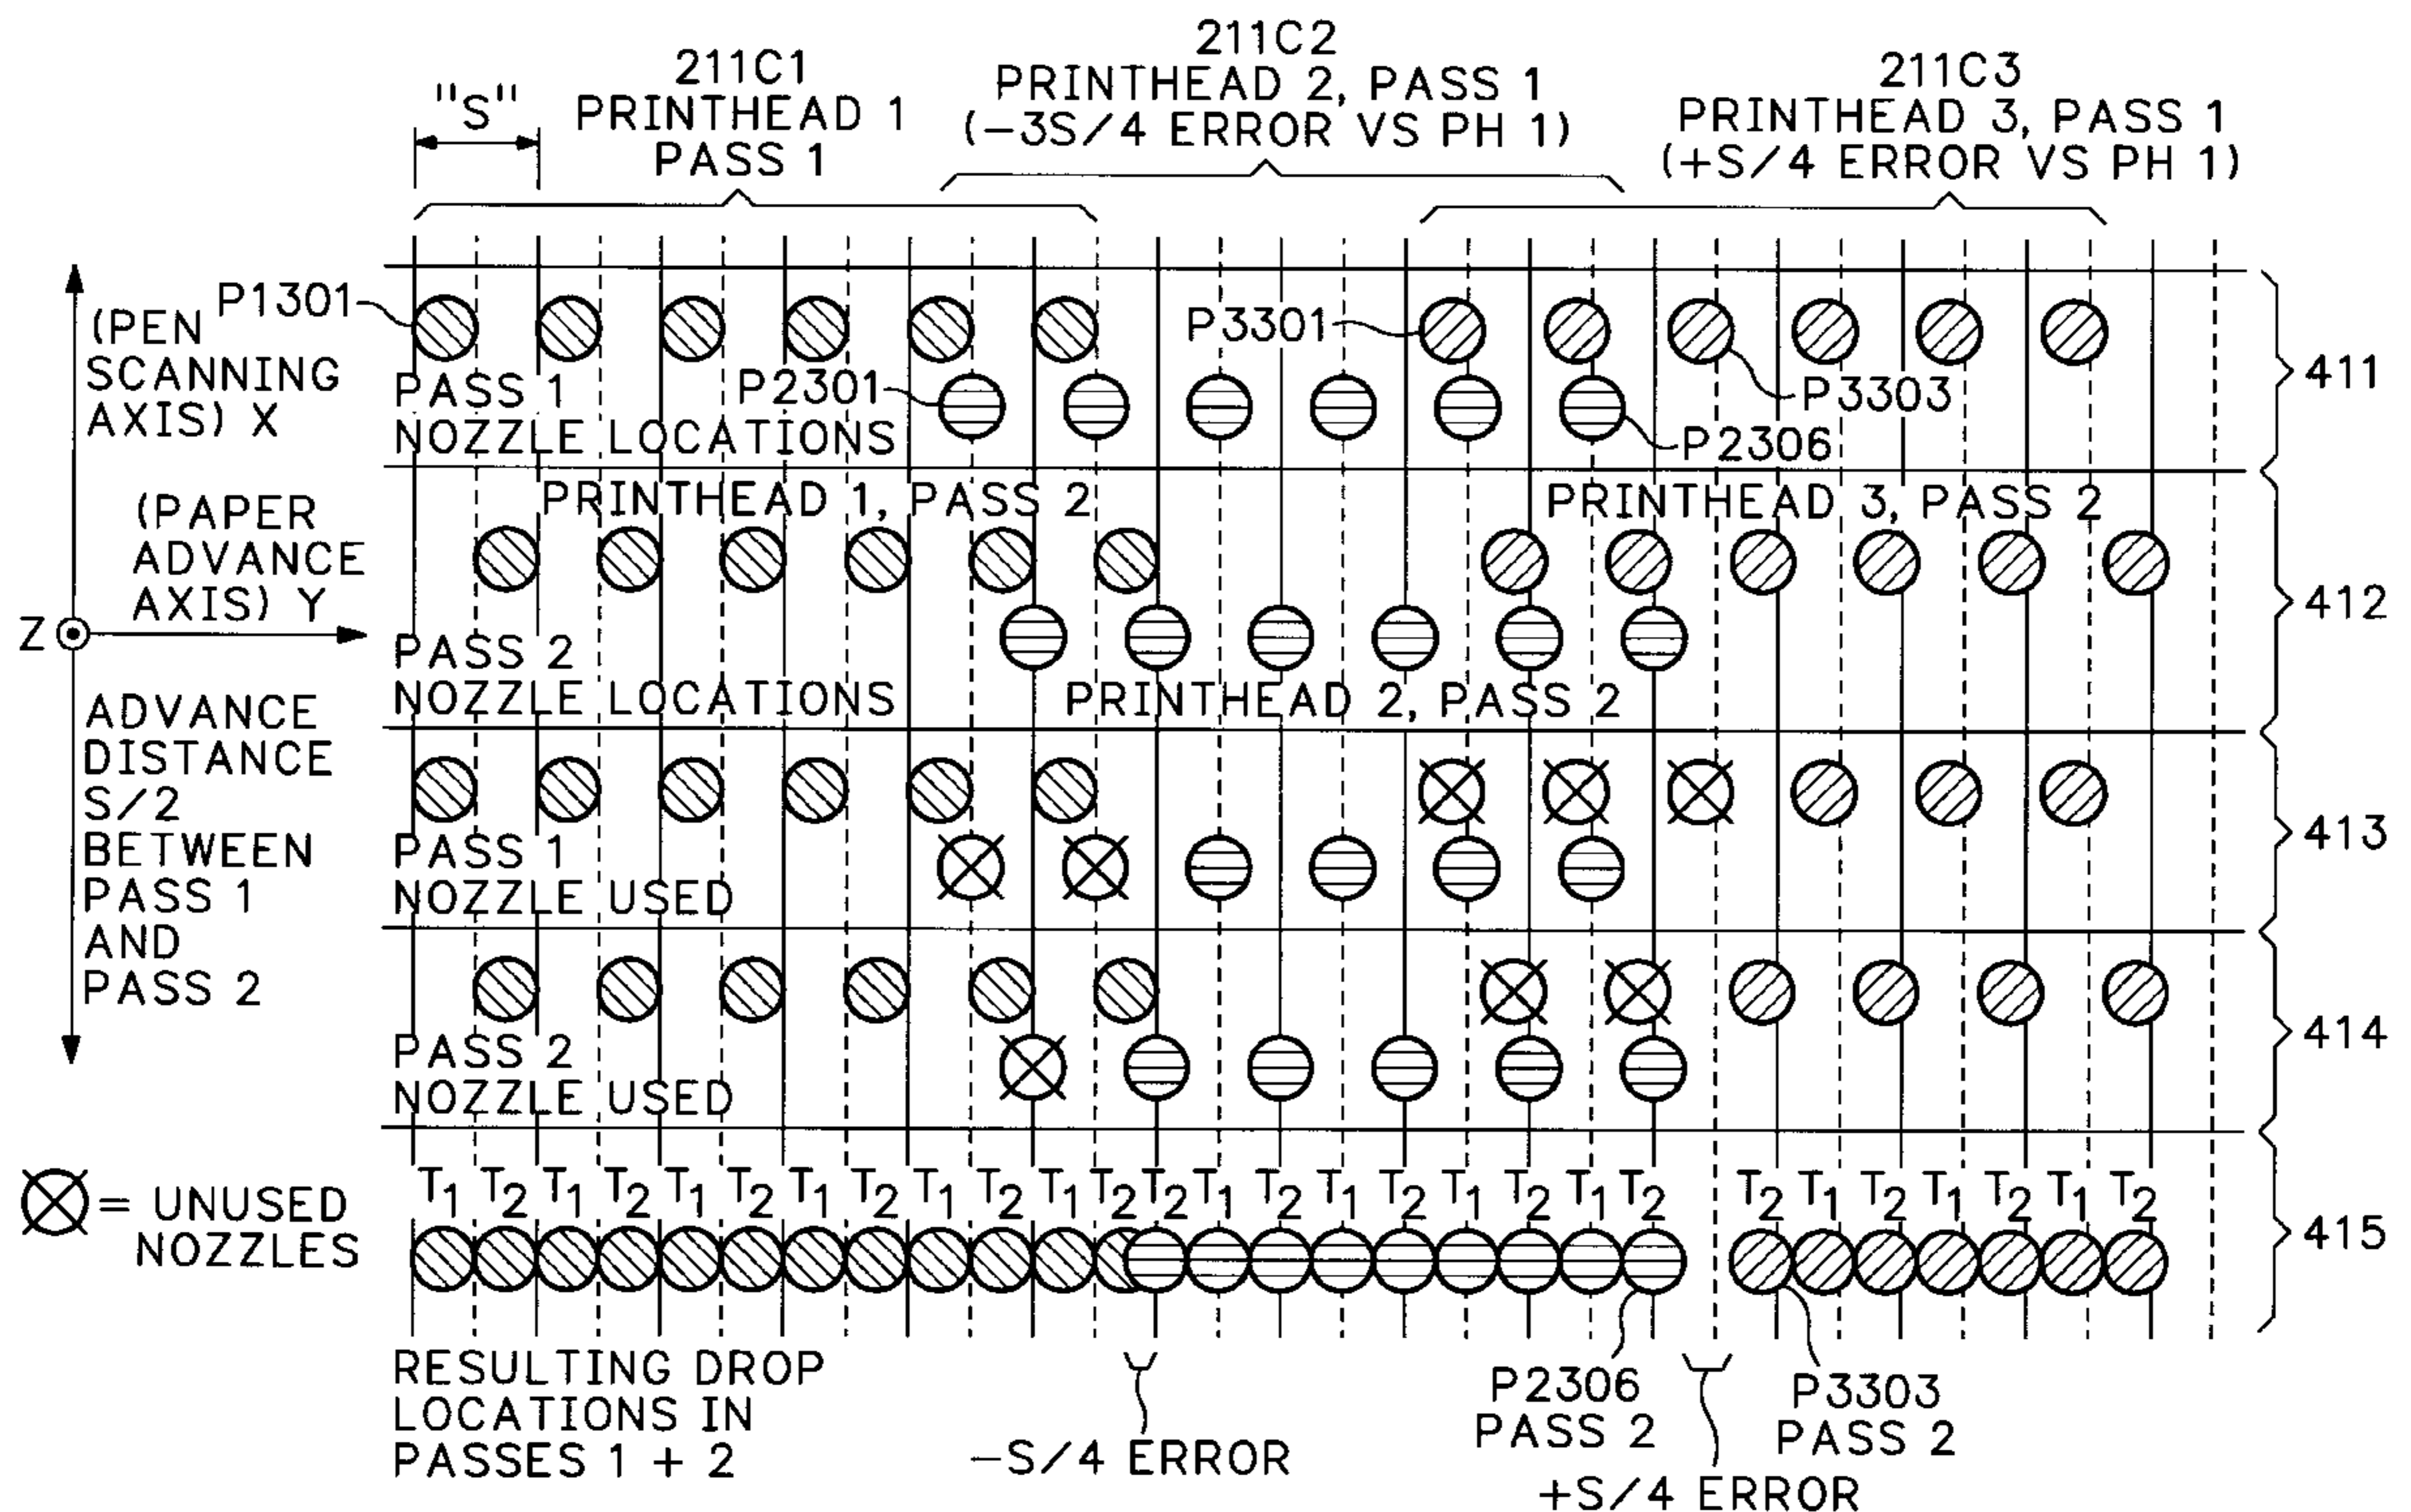 211C1
PRINTHEAD 1
PASS 1
211C2
PRINTHEAD 2, PASS 1
(-3S/4 ERROR VS PH 1)
211C3
PRINTHEAD 3, PASS 1
(+S/4 ERROR VS PH 1)
"S"
P1301
(PEN
SCANNING
AXIS) X
PASS 1
NOZZLE LOCATIONS
P2301
P3301
P3303
P2306
411
(PAPER
ADVANCE
AXIS) Y
Z
PRINTHEAD 1, PASS 2
PRINTHEAD 3, PASS 2
PASS 2
NOZZLE LOCATIONS
PRINTHEAD 2, PASS 2
412
ADVANCE
DISTANCE
S/2
BETWEEN
PASS 1
AND
PASS 2
PASS 1
NOZZLE USED
413
PASS 2
NOZZLE USED
414
= UNUSED
NOZZLES
T1 T2 T1 T2 T1 T2 T1 T2 T1 T2 T1 T2 T2 T1 T2 T1 T2 T1 T2 T1 T2 T2 T1 T2 T1 T2 T1 T2
415
RESULTING DROP
LOCATIONS IN
PASSES 1 + 2
-S/4 ERROR
P2306
PASS 2
+S/4 ERROR
P3303
PASS 2